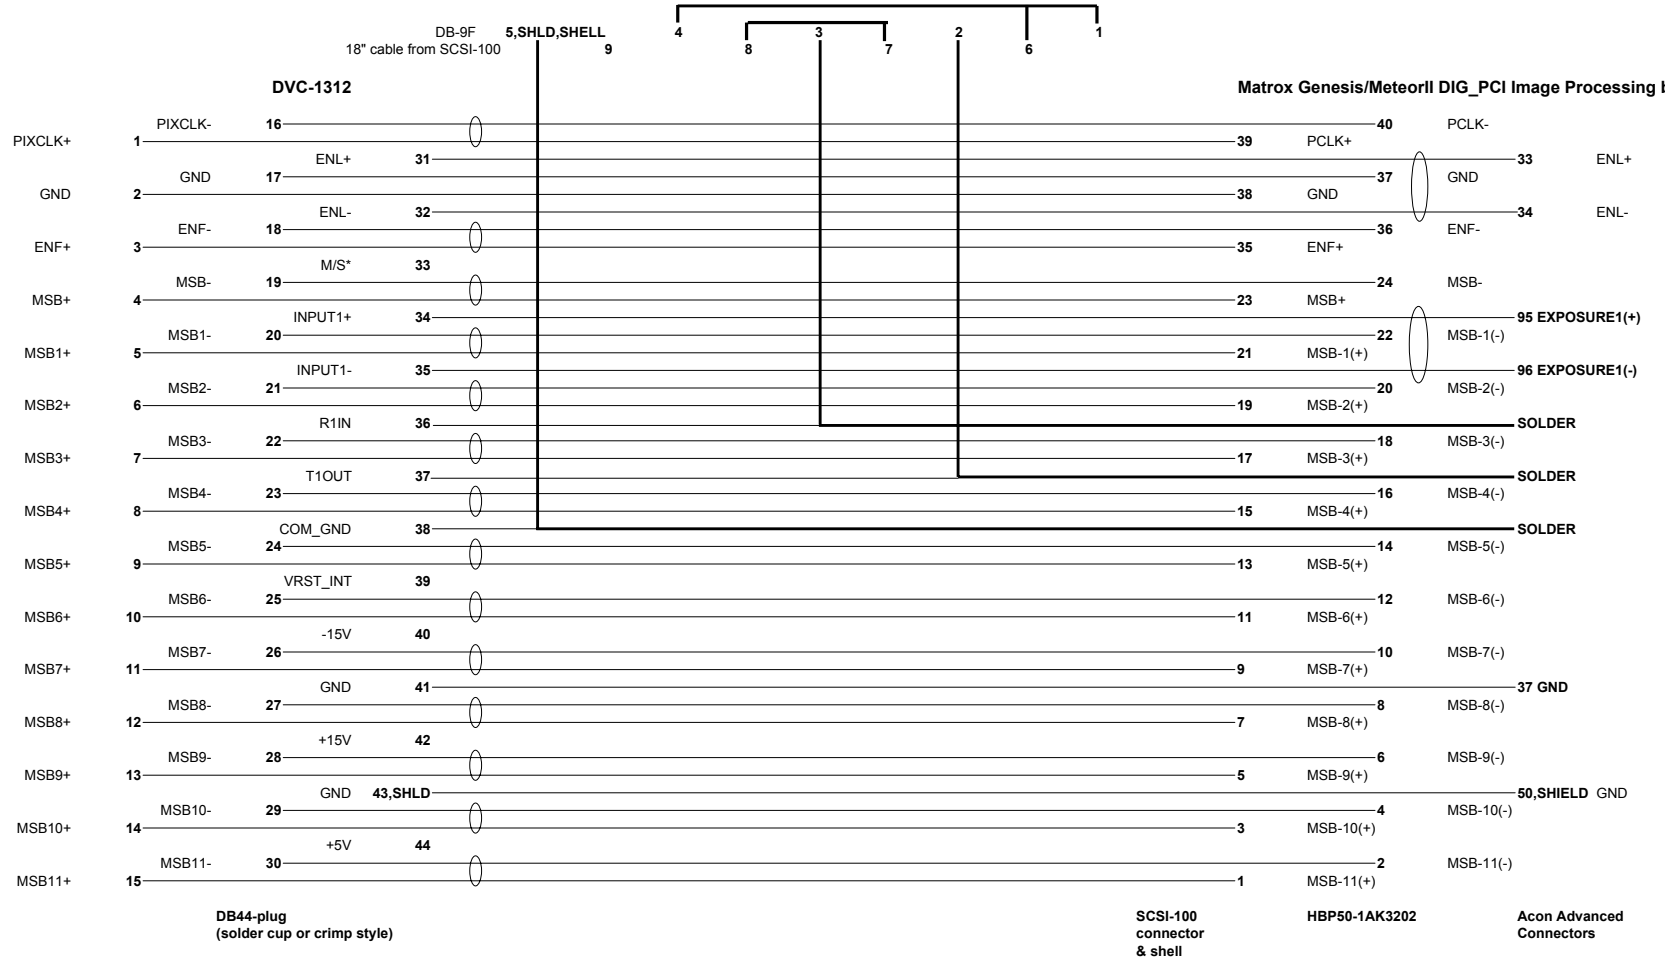 DB-9F 5,SHLD,SHELL 4 3 2 1
18" cable from SCSI-100 9 8 7 6
DVC-1312 Matrox Genesis/MeteorII DIG_PCI Image Processing b
PIXCLK- 16 40 PCLK-
PIXCLK+ 1 39 PCLK+
ENL+ 31 33 ENL+
GND 17 37 GND
GND 2 38 GND
ENL- 32 34 ENL-
ENF- 18 36 ENF-
ENF+ 3 35 ENF+
M/S* 33
MSB- 19 24 MSB-
MSB+ 4 23 MSB+
INPUT1+ 34 95 EXPOSURE1(+)
MSB1- 20 22 MSB-1(-)
MSB1+ 5 21 MSB-1(+)
INPUT1- 35 96 EXPOSURE1(-)
MSB2- 21 20 MSB-2(-)
MSB2+ 6 19 MSB-2(+)
R1IN 36 SOLDER
MSB3- 22 18 MSB-3(-)
MSB3+ 7 17 MSB-3(+)
T1OUT 37 SOLDER
MSB4- 23 16 MSB-4(-)
MSB4+ 8 15 MSB-4(+)
COM_GND 38 SOLDER
MSB5- 24 14 MSB-5(-)
MSB5+ 9 13 MSB-5(+)
VRST_INT 39
MSB6- 25 12 MSB-6(-)
MSB6+ 10 11 MSB-6(+)
-15V 40
MSB7- 26 10 MSB-7(-)
MSB7+ 11 9 MSB-7(+)
GND 41 37 GND
MSB8- 27 8 MSB-8(-)
MSB8+ 12 7 MSB-8(+)
+15V 42
MSB9- 28 6 MSB-9(-)
MSB9+ 13 5 MSB-9(+)
GND 43,SHLD 50,SHIELD GND
MSB10- 29 4 MSB-10(-)
MSB10+ 14 3 MSB-10(+)
+5V 44
MSB11- 30 2 MSB-11(-)
MSB11+ 15 1 MSB-11(+)
DB44-plug SCSI-100 HBP50-1AK3202 Acon Advanced
(solder cup or crimp style) connector Connectors
& shell